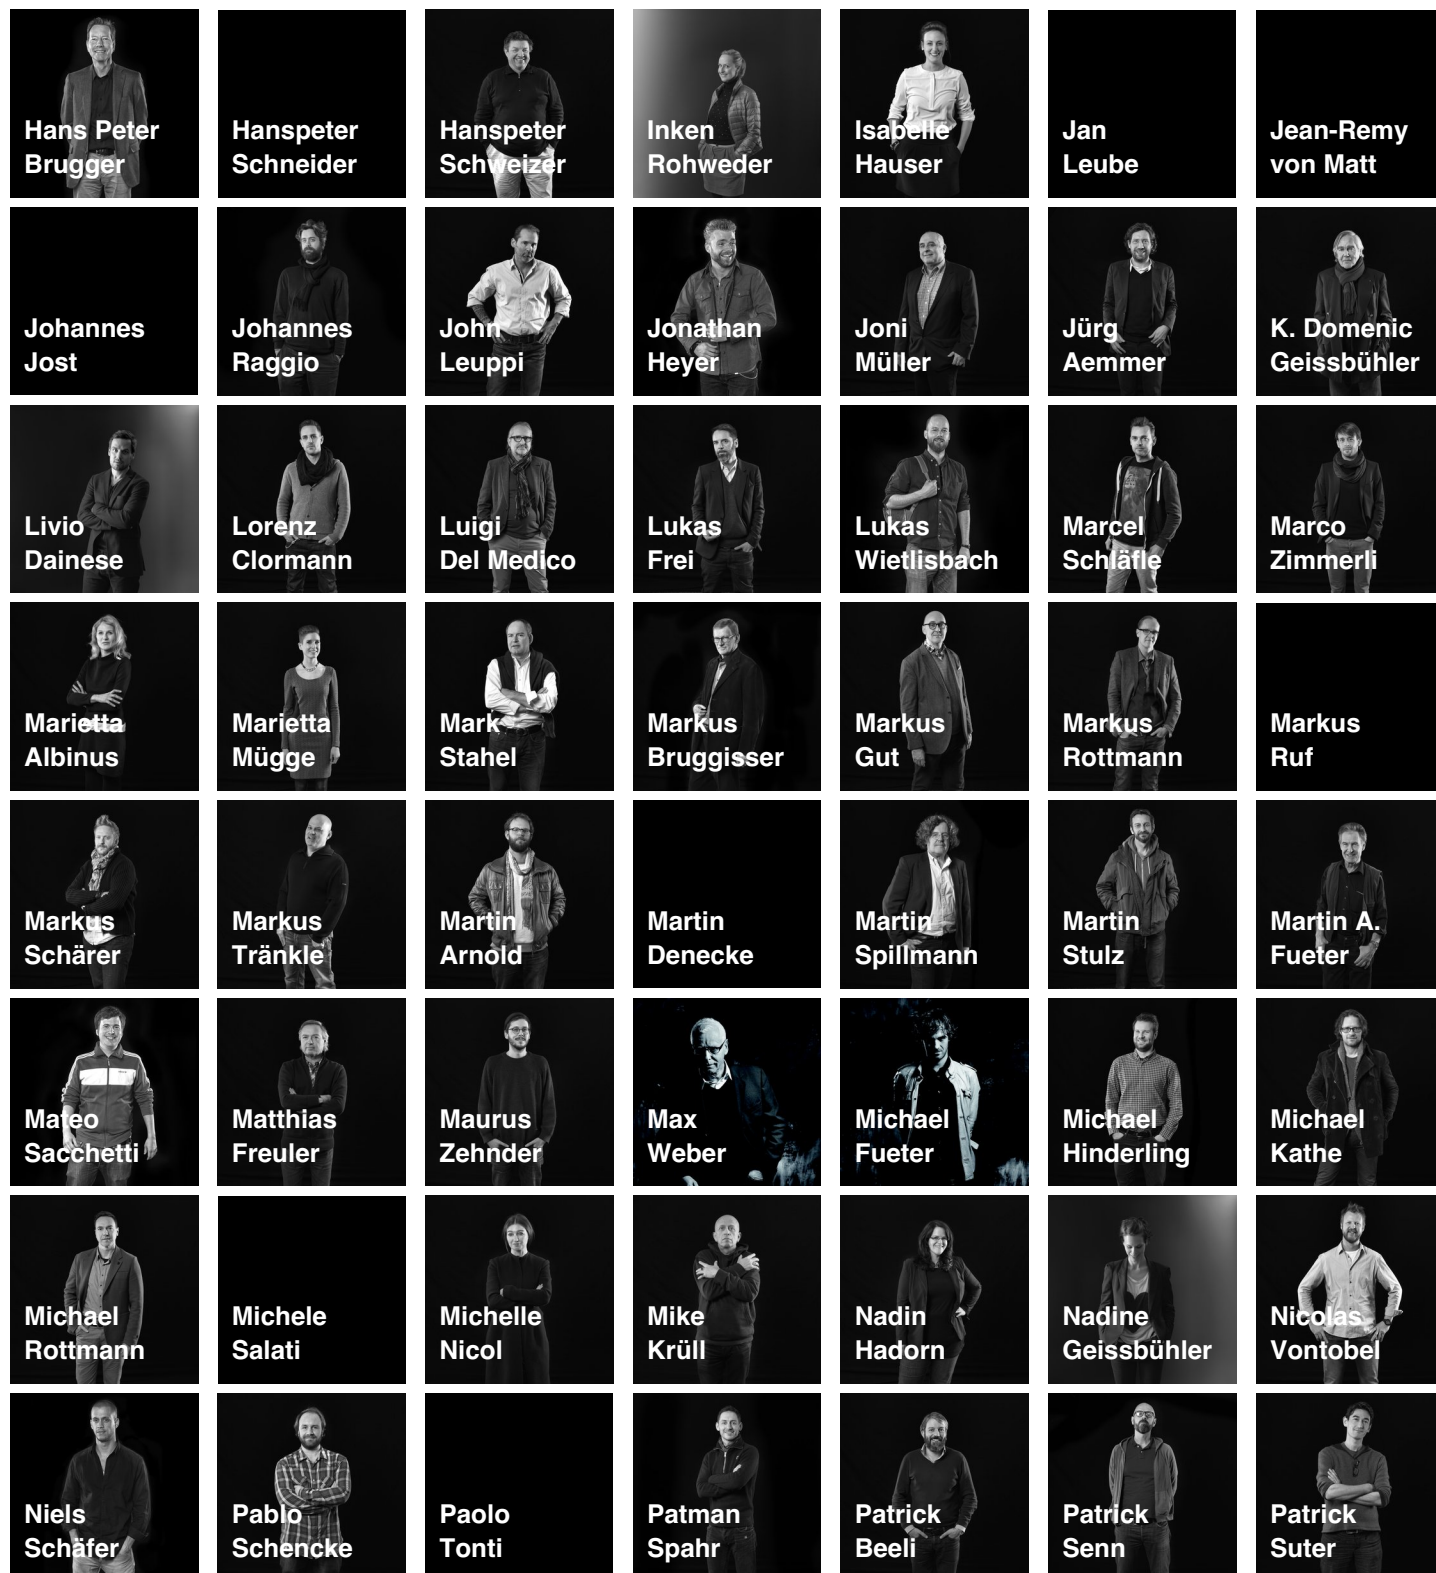 Hans Peter
Brugger
Hanspeter
Schneider
Hanspeter
Schweizer
Inken
Rohweder
Isabelle
Hauser
Jan
Leube
Jean-Remy
von Matt
Johannes
Jost
Johannes
Raggio
John
Leuppi
Jonathan
Heyer
Joni
Müller
Jürg
Aemmer
K. Domenic
Geissbühler
Livio
Dainese
Lorenz
Clormann
Luigi
Del Medico
Lukas
Frei
Lukas
Wietlisbach
Marcel
Schläfle
Marco
Zimmerli
Marietta
Albinus
Marietta
Mügge
Mark
Stahel
Markus
Bruggisser
Markus
Gut
Markus
Rottmann
Markus
Ruf
Markus
Schärer
Markus
Tränkle
Martin
Arnold
Martin
Denecke
Martin
Spillmann
Martin
Stulz
Martin A.
Fueter
Mateo
Sacchetti
Matthias
Freuler
Maurus
Zehnder
Max
Weber
Michael
Fueter
Michael
Hinderling
Michael
Kathe
Michael
Rottmann
Michele
Salati
Michelle
Nicol
Mike
Krüll
Nadin
Hadorn
Nadine
Geissbühler
Nicolas
Vontobel
Niels
Schäfer
Pablo
Schencke
Paolo
Tonti
Patman
Spahr
Patrick
Beeli
Patrick
Senn
Patrick
Suter